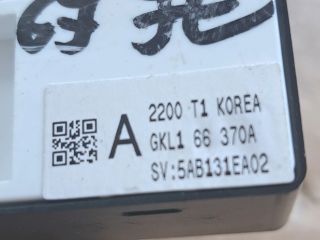 A
2200 T1 KOREA
GKL1 66 370A
SV:5AB131EA02